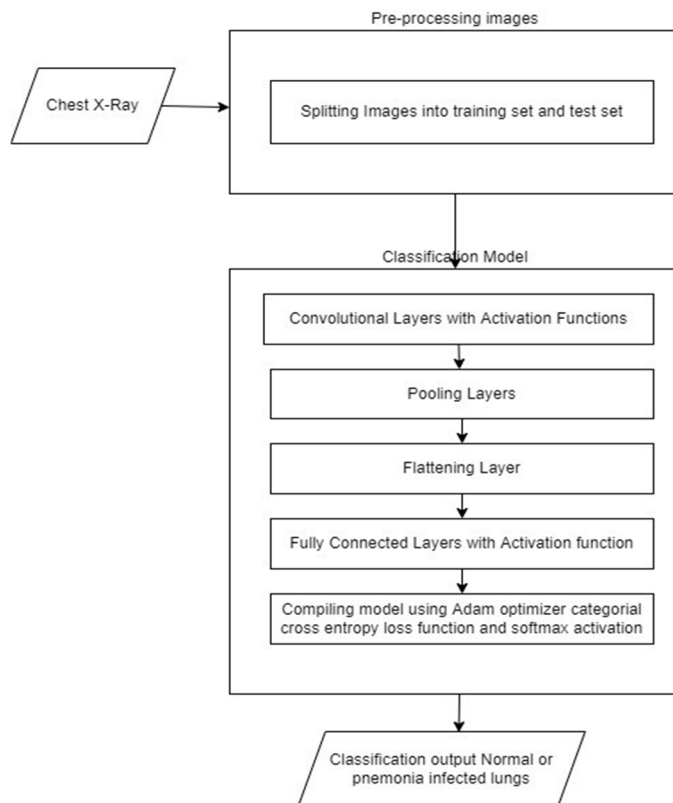 Pre-processing images
Chest X-Ray
Splitting Images into training set and test set
Classification Model
Convolutional Layers with Activation Functions
Pooling Layers
Flattening Layer
Fully Connected Layers with Activation function
Compiling model using Adam optimizer categorial
cross entropy loss function and softmax activation
Classification output Normal or
pnemonia infected lungs